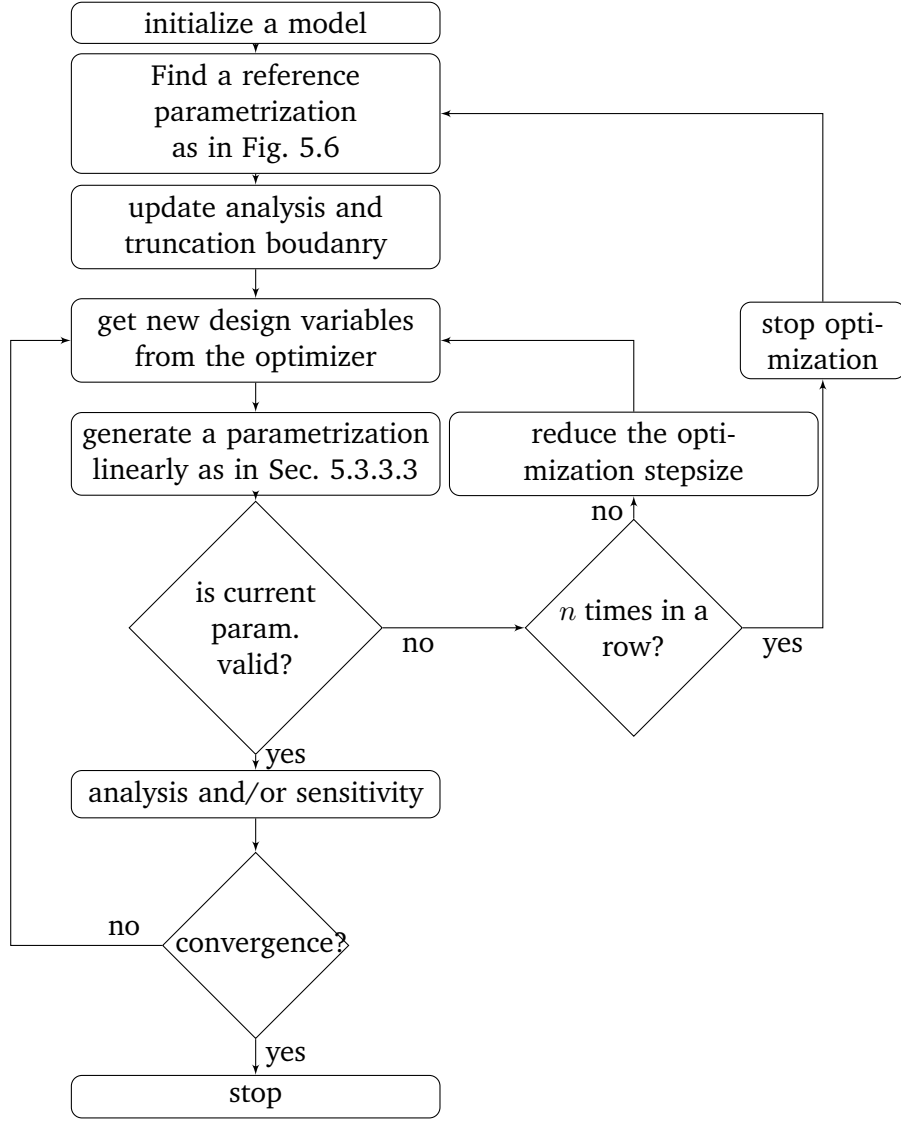 initialize a model
Find a reference
parametrization
as in Fig. 5.6
update analysis and
truncation boudanry
get new design variables
from the optimizer
stop opti-
mization
generate a parametrization
linearly as in Sec. 5.3.3.3
reduce the opti-
mization stepsize
no
is current
param.
valid?
no
n times in a
row?
yes
yes
analysis and/or sensitivity
no
convergence?
yes
stop